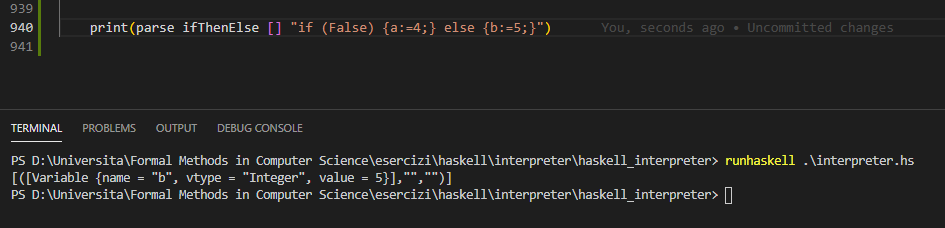 939
940 print(parse ifThenElse [] "if (False) {a:=4;} else {b:=5;}") You, seconds ago • Uncommitted changes
941
TERMINAL PROBLEMS OUTPUT DEBUG CONSOLE
PS D:\Universita\Formal Methods in Computer Science\esercizi\haskell\interpreter\haskell_interpreter> runhaskell .\interpreter.hs
[([Variable {name = "b", vtype = "Integer", value = 5}],"","")]
PS D:\Universita\Formal Methods in Computer Science\esercizi\haskell\interpreter\haskell_interpreter>